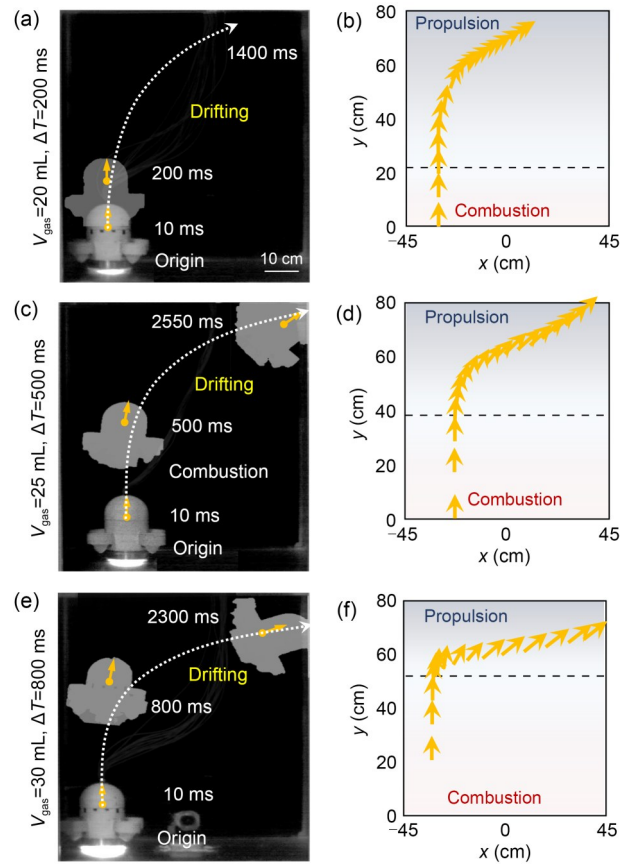 (a)
V_gas=20 mL, ΔT=200 ms
1400 ms
Drifting
200 ms
10 ms
Origin
10 cm
(b)
Propulsion
Combustion
80
60
40
20
0
y (cm)
−45
0
45
x (cm)
(c)
V_gas=25 mL, ΔT=500 ms
2550 ms
Drifting
500 ms
Combustion
10 ms
Origin
(d)
Propulsion
Combustion
80
60
40
20
0
y (cm)
−45
0
45
x (cm)
(e)
V_gas=30 mL, ΔT=800 ms
2300 ms
Drifting
800 ms
10 ms
Origin
(f)
Propulsion
Combustion
80
60
40
20
0
y (cm)
−45
0
45
x (cm)